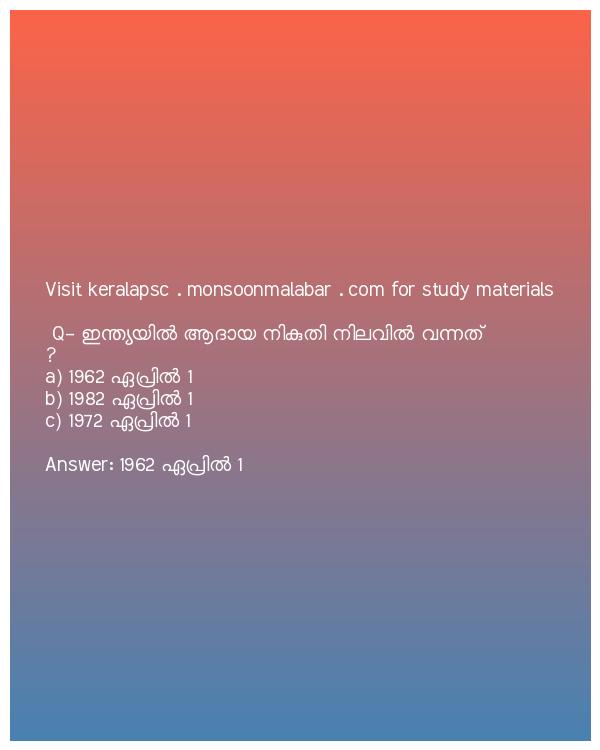 Visit keralapsc . monsoonmalabar . com for study materials
Q- ഇന്ത്യയിൽ ആദായ നികുതി നിലവിൽ വന്നത്
?
a) 1962 ഏപ്രിൽ 1
b) 1982 ഏപ്രിൽ 1
c) 1972 ഏപ്രിൽ 1
Answer: 1962 ഏപ്രിൽ 1